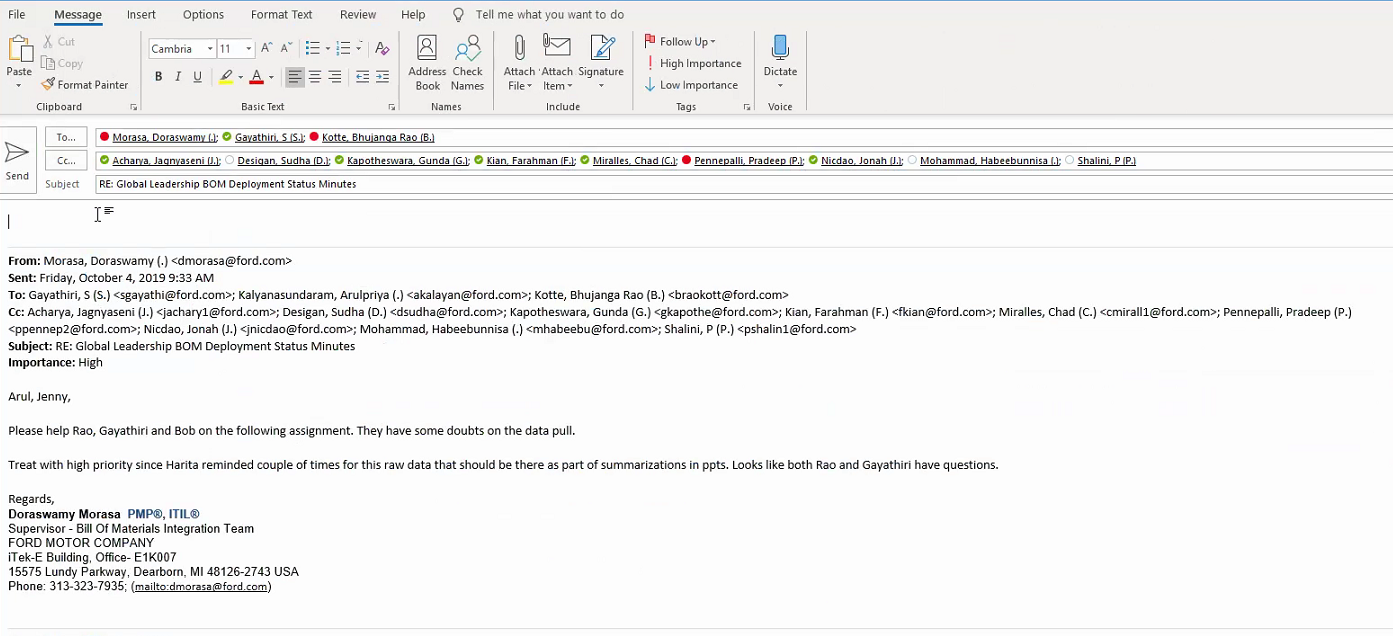 File Message Insert Options Format Text Review Help Tell me what you want to do
Cut
Copy
Format Painter
Paste
Clipboard
Cambria 11
B I U A
Basic Text
Address Book
Check Names
Names
Attach File
Attach Item
Signature
Include
Follow Up
High Importance
Low Importance
Tags
Dictate
Voice
Send
To... Morasa, Doraswamy (.); Gayathiri, S (S.); Kotte, Bhujanga Rao (B.)
Cc... Acharya, Jagnyaseni (J.); Desigan, Sudha (D.); Kapotheswara, Gunda (G.); Kian, Farahman (F.); Miralles, Chad (C.); Pennepalli, Pradeep (P.); Nicdao, Jonah (J.); Mohammad, Habeebunnisa (.); Shalini, P (P.)
Subject RE: Global Leadership BOM Deployment Status Minutes
From: Morasa, Doraswamy (.) <dmorasa@ford.com>
Sent: Friday, October 4, 2019 9:33 AM
To: Gayathiri, S (S.) <sgayathi@ford.com>; Kalyanasundaram, Arulpriya (.) <akalayan@ford.com>; Kotte, Bhujanga Rao (B.) <braokott@ford.com>
Cc: Acharya, Jagnyaseni (J.) <jachary1@ford.com>; Desigan, Sudha (D.) <dsudha@ford.com>; Kapotheswara, Gunda (G.) <gkapothe@ford.com>; Kian, Farahman (F.) <fkian@ford.com>; Miralles, Chad (C.) <cmirall1@ford.com>; Pennepalli, Pradeep (P.)
<ppennep2@ford.com>; Nicdao, Jonah (J.) <jnicdao@ford.com>; Mohammad, Habeebunnisa (.) <mhabeebu@ford.com>; Shalini, P (P.) <pshalin1@ford.com>
Subject: RE: Global Leadership BOM Deployment Status Minutes
Importance: High
Arul, Jenny,
Please help Rao, Gayathiri and Bob on the following assignment. They have some doubts on the data pull.
Treat with high priority since Harita reminded couple of times for this raw data that should be there as part of summarizations in ppts. Looks like both Rao and Gayathiri have questions.
Regards,
Doraswamy Morasa PMP®, ITIL®
Supervisor - Bill Of Materials Integration Team
FORD MOTOR COMPANY
iTek-E Building, Office- E1K007
15575 Lundy Parkway, Dearborn, MI 48126-2743 USA
Phone: 313-323-7935; (mailto:dmorasa@ford.com)